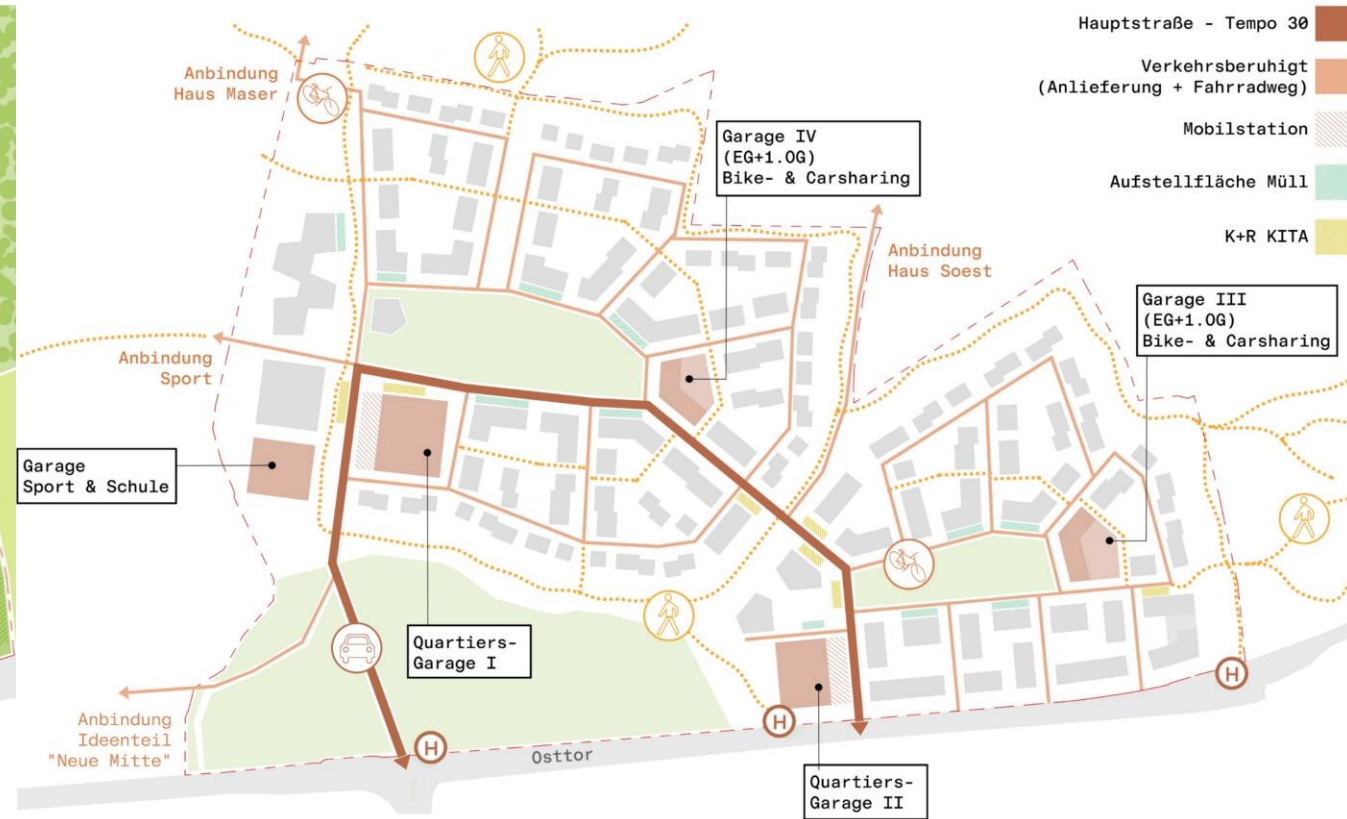 Hauptstraße - Tempo 30
Verkehrsberuhigt
(Anlieferung + Fahrradweg)
Mobilstation
Aufstellfläche Müll
K+R KITA
Anbindung
Haus Maser
Garage IV
(EG+1.OG)
Bike- & Carsharing
Anbindung
Haus Soest
Garage III
(EG+1.OG)
Bike- & Carsharing
Anbindung
Sport
Garage
Sport & Schule
Quartiers-
Garage I
Anbindung
Ideenteil
"Neue Mitte"
H
H
H
Osttor
Quartiers-
Garage II